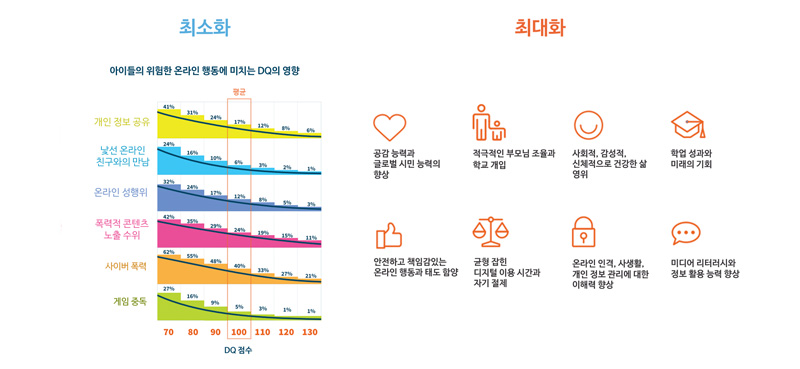 최소화
아이들의 위험한 온라인 행동에 미치는 DQ의 영향
평균
개인 정보 공유
41% 31% 24% 17% 12% 8% 6%
낯선 온라인
친구와의 만남
24% 16% 10% 6% 3% 2% 1%
온라인 성행위
32% 24% 17% 12% 8% 5% 3%
폭력적 콘텐츠
노출 수위
42% 35% 29% 24% 19% 15% 11%
사이버 폭력
62% 55% 48% 40% 33% 27% 21%
게임 중독
27% 16% 9% 5% 3% 1% 1%
70 80 90 100 110 120 130
DQ 점수
최대화
공감 능력과
글로벌 시민 능력의
향상
적극적인 부모님 조율과
학교 개입
사회적, 감성적,
신체적으로 건강한 삶
영위
학업 성과와
미래의 기회
안전하고 책임감있는
온라인 행동과 태도 함양
균형 잡힌
디지털 이용 시간과
자기 절제
온라인 인격, 사생활,
개인 정보 관리에 대한
이해력 향상
미디어 리터러시와
정보 활용 능력 향상